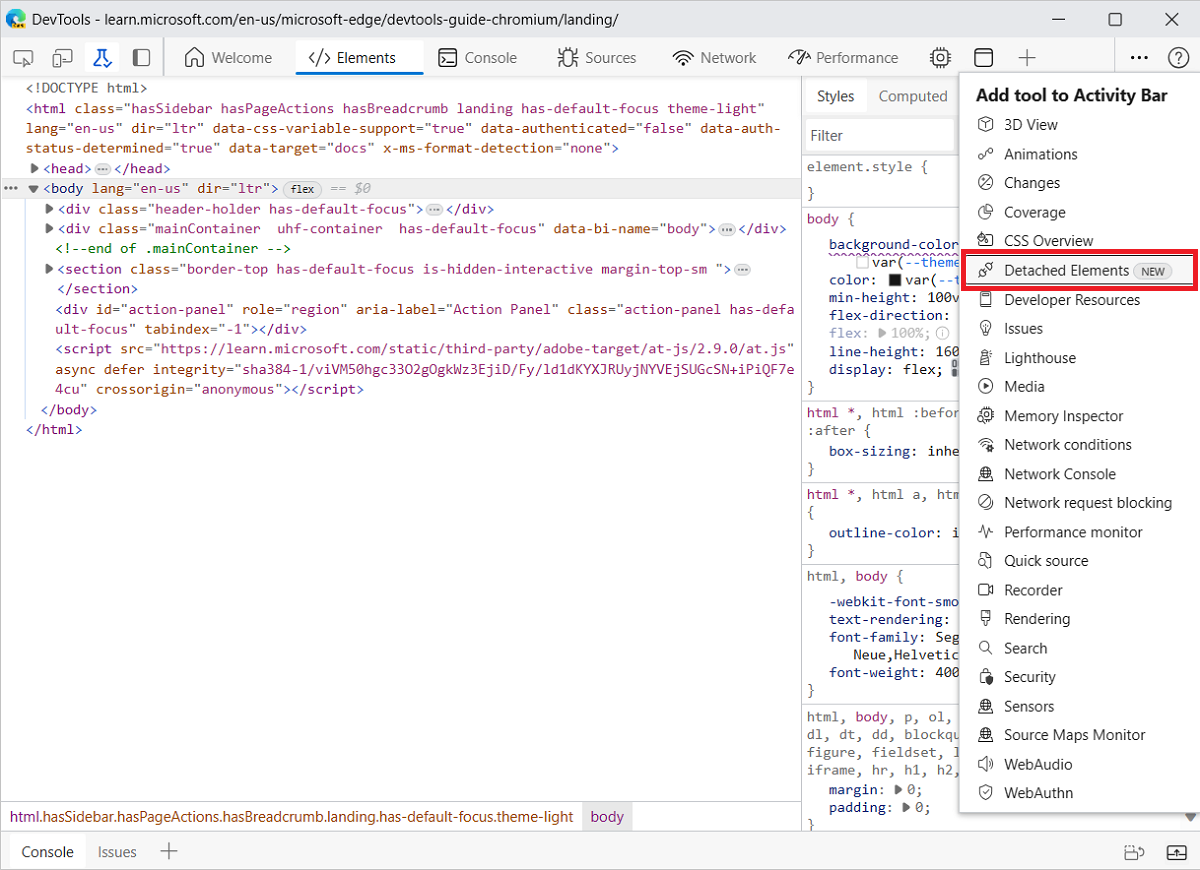 DevTools - learn.microsoft.com/en-us/microsoft-edge/devtools-guide-chromium/landing/
Welcome
</> Elements
Console
Sources
Network
Performance
<!DOCTYPE html>
<html class="hasSidebar hasPageActions hasBreadcrumb landing has-default-focus theme-light"
lang="en-us" dir="ltr" data-css-variable-support="true" data-authenticated="false" data-auth-
status-determined="true" data-target="docs" x-ms-format-detection="none">
<head> ... </head>
<body lang="en-us" dir="ltr"> flex == $0
<div class="header-holder has-default-focus"> ... </div>
<div class="mainContainer  uhf-container  has-default-focus" data-bi-name="body"> ... </div>
<!--end of .mainContainer -->
<section class="border-top has-default-focus is-hidden-interactive margin-top-sm "> ...
</section>
<div id="action-panel" role="region" aria-label="Action Panel" class="action-panel has-defa
ult-focus" tabindex="-1"></div>
<script src="https://learn.microsoft.com/static/third-party/adobe-target/at-js/2.9.0/at.js"
async defer integrity="sha384-1/viVM50hgc33O2gOgkWz3EjiD/Fy/ld1dKYXJRUyjNYVEjSUGcSN+iPiQF7e
4cu" crossorigin="anonymous"></script>
</body>
</html>
html.hasSidebar.hasPageActions.hasBreadcrumb.landing.has-default-focus.theme-light
body
Styles
Computed
Filter
element.style {
}
body {
background-color
var(--theme
color: var(--t
min-height: 100v
flex-direction:
flex: 100%;
line-height: 160
display: flex;
}
html *, html :befor
:after {
box-sizing: inhe
}
html *, html a, htm
{
outline-color: i
}
html, body {
-webkit-font-smo
text-rendering:
font-family: Seg
Neue,Helvetic
font-weight: 400
}
html, body, p, ol,
dl, dt, dd, blockqu
figure, fieldset, l
iframe, hr, h1, h2,
margin: 0;
padding: 0;
}
Add tool to Activity Bar
3D View
Animations
Changes
Coverage
CSS Overview
Detached Elements NEW
Developer Resources
Issues
Lighthouse
Media
Memory Inspector
Network conditions
Network Console
Network request blocking
Performance monitor
Quick source
Recorder
Rendering
Search
Security
Sensors
Source Maps Monitor
WebAudio
WebAuthn
Console
Issues